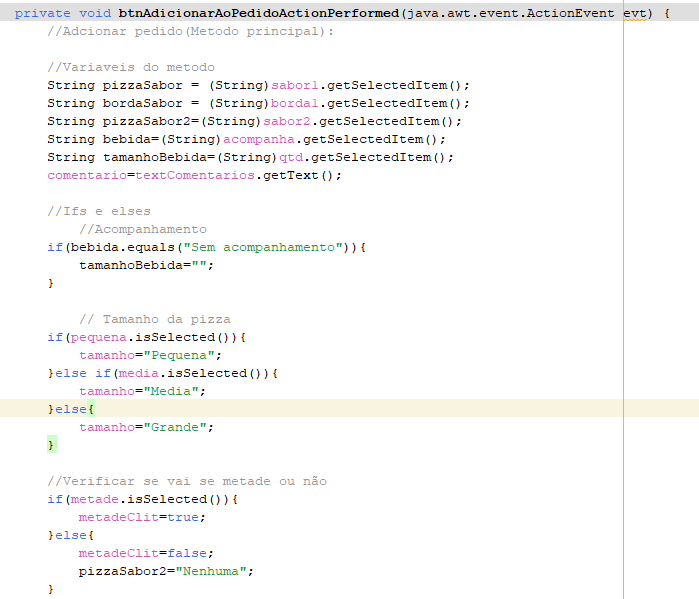 private void btnAdicionarAoPedidoActionPerformed(java.awt.event.ActionEvent evt) {
//Adcionar pedido(Metodo principal):
//Variaveis do metodo
String pizzaSabor = (String)sabor1.getSelectedItem();
String bordaSabor = (String)borda1.getSelectedItem();
String pizzaSabor2=(String)sabor2.getSelectedItem();
String bebida=(String)acompanha.getSelectedItem();
String tamanhoBebida=(String)qtd.getSelectedItem();
comentario=textComentarios.getText();
//Ifs e elses
//Acompanhamento
if(bebida.equals("Sem acompanhamento")){
tamanhoBebida="";
}
// Tamanho da pizza
if(pequena.isSelected()){
tamanho="Pequena";
}else if(media.isSelected()){
tamanho="Media";
}else{
tamanho="Grande";
}
//Verificar se vai se metade ou não
if(metade.isSelected()){
metadeClit=true;
}else{
metadeClit=false;
pizzaSabor2="Nenhuma";
}